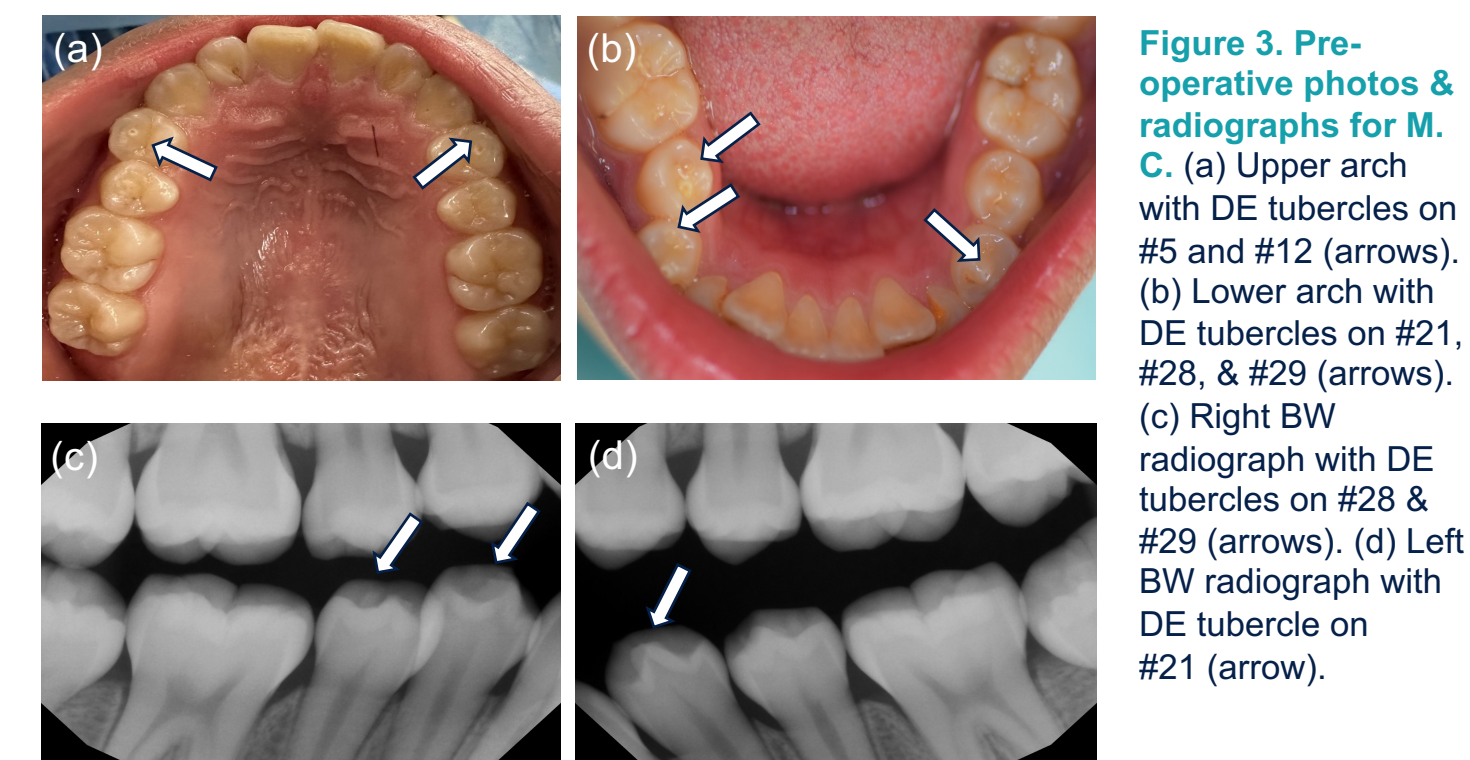 (a)
(b)
(c)
(d)
Figure 3. Pre-
operative photos &
radiographs for M.
C. (a) Upper arch
with DE tubercles on
#5 and #12 (arrows).
(b) Lower arch with
DE tubercles on #21,
#28, & #29 (arrows).
(c) Right BW
radiograph with DE
tubercles on #28 &
#29 (arrows). (d) Left
BW radiograph with
DE tubercle on
#21 (arrow).